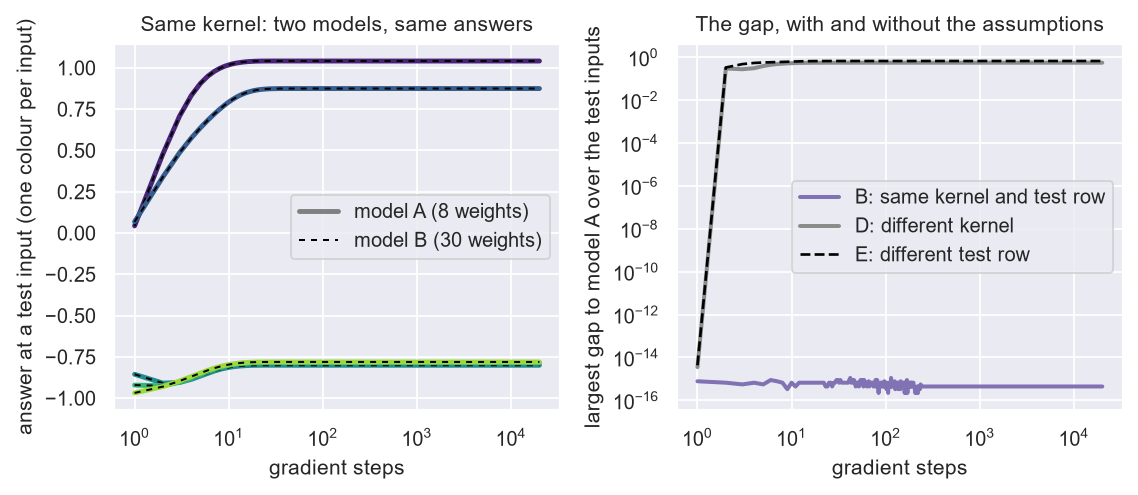 Same kernel: two models, same answers
answer at a test input (one colour per input)
1.00
0.75
0.50
0.25
0.00
−0.25
−0.50
−0.75
−1.00
model A (8 weights)
model B (30 weights)
10⁰
10¹
10²
10³
10⁴
gradient steps
The gap, with and without the assumptions
largest gap to model A over the test inputs
10⁰
10⁻²
10⁻⁴
10⁻⁶
10⁻⁸
10⁻¹⁰
10⁻¹²
10⁻¹⁴
10⁻¹⁶
B: same kernel and test row
D: different kernel
E: different test row
10⁰
10¹
10²
10³
10⁴
gradient steps